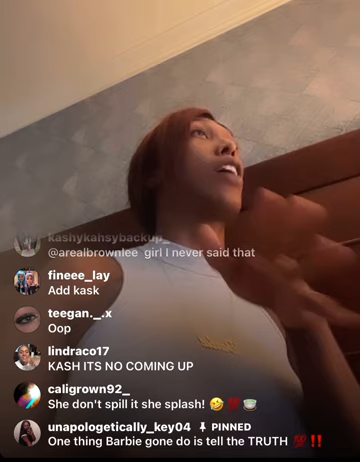 kashykahsybackup_
@arealbrownlee girl I never said that
fineee_lay
Add kask
teegan._.x
Oop
lindraco17
KASH ITS NO COMING UP
caligrown92_
She don't spill it she splash! 🤣💯🍵
unapologetically_key04 📌 PINNED
One thing Barbie gone do is tell the TRUTH 💯‼️